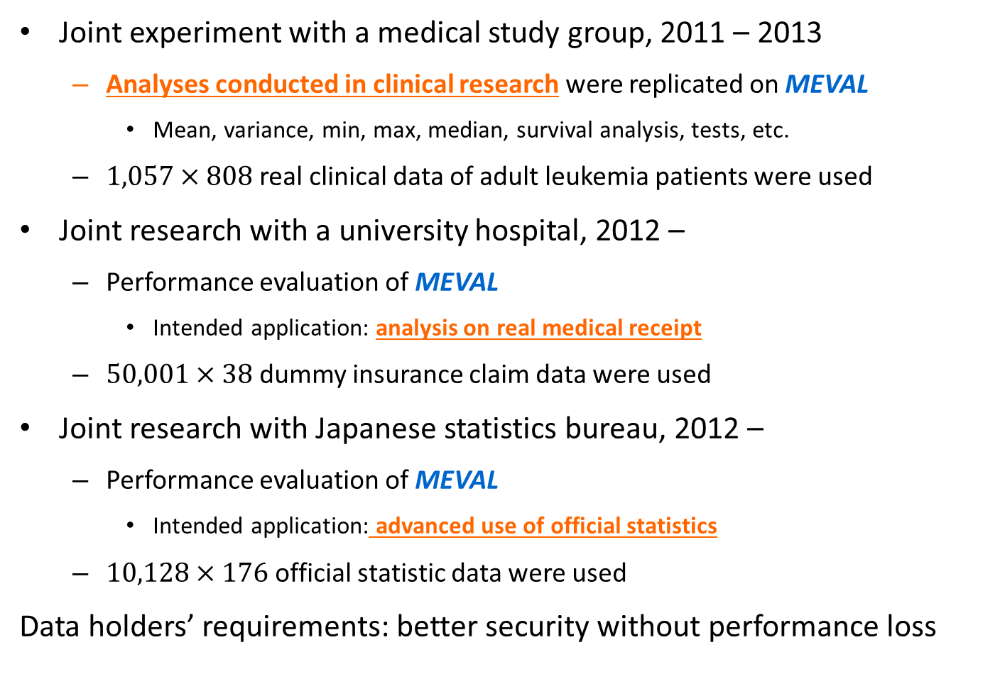 • Joint experiment with a medical study group, 2011 – 2013
– Analyses conducted in clinical research were replicated on MEVAL
• Mean, variance, min, max, median, survival analysis, tests, etc.
– 1,057 × 808 real clinical data of adult leukemia patients were used
• Joint research with a university hospital, 2012 –
– Performance evaluation of MEVAL
• Intended application: analysis on real medical receipt
– 50,001 × 38 dummy insurance claim data were used
• Joint research with Japanese statistics bureau, 2012 –
– Performance evaluation of MEVAL
• Intended application: advanced use of official statistics
– 10,128 × 176 official statistic data were used
Data holders’ requirements: better security without performance loss